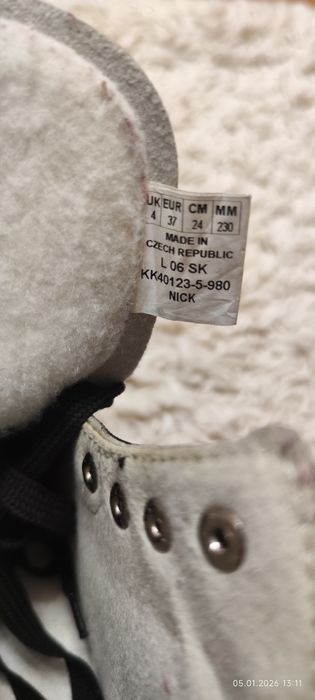 UK EUR CM MM
4 37 24 230
MADE IN
CZECH REPUBLIC
L 06 SK
KK40123-5-980
NICK
05.01.2026 13:11